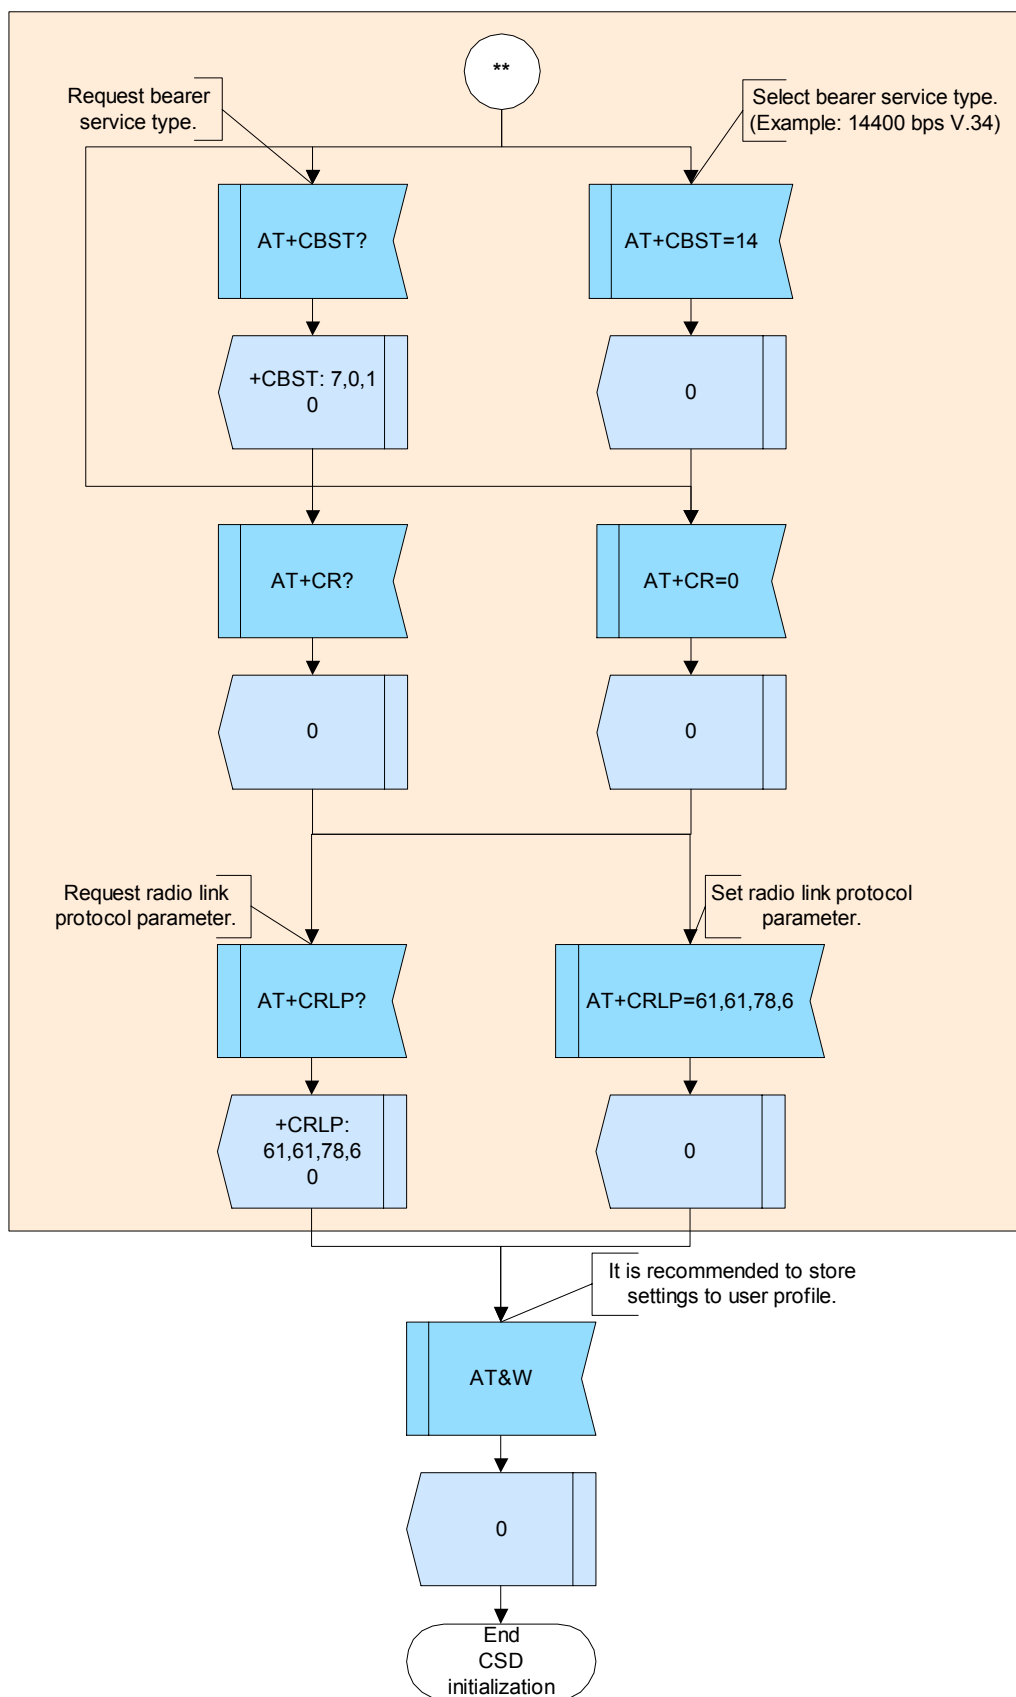 **
Request bearer
service type.
Select bearer service type.
(Example: 14400 bps V.34)
AT+CBST?
AT+CBST=14
+CBST: 7,0,1
0
0
AT+CR?
AT+CR=0
0
0
Request radio link
protocol parameter.
Set radio link protocol
parameter.
AT+CRLP?
AT+CRLP=61,61,78,6
+CRLP:
61,61,78,6
0
0
It is recommended to store
settings to user profile.
AT&W
0
End
CSD
initialization